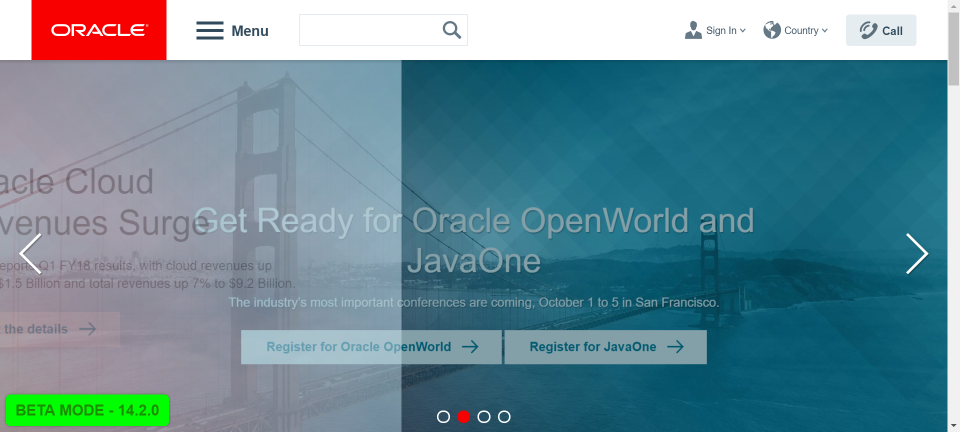 ORACLE
Menu
Sign In
Country
Call
acle Cloud
venues Surge
eports Q1 FY18 results, with cloud revenues up
$1.5 Billion and total revenues up 7% to $9.2 Billion.
the details
Get Ready for Oracle OpenWorld and
JavaOne
The industry's most important conferences are coming, October 1 to 5 in San Francisco.
Register for Oracle OpenWorld
Register for JavaOne
BETA MODE - 14.2.0